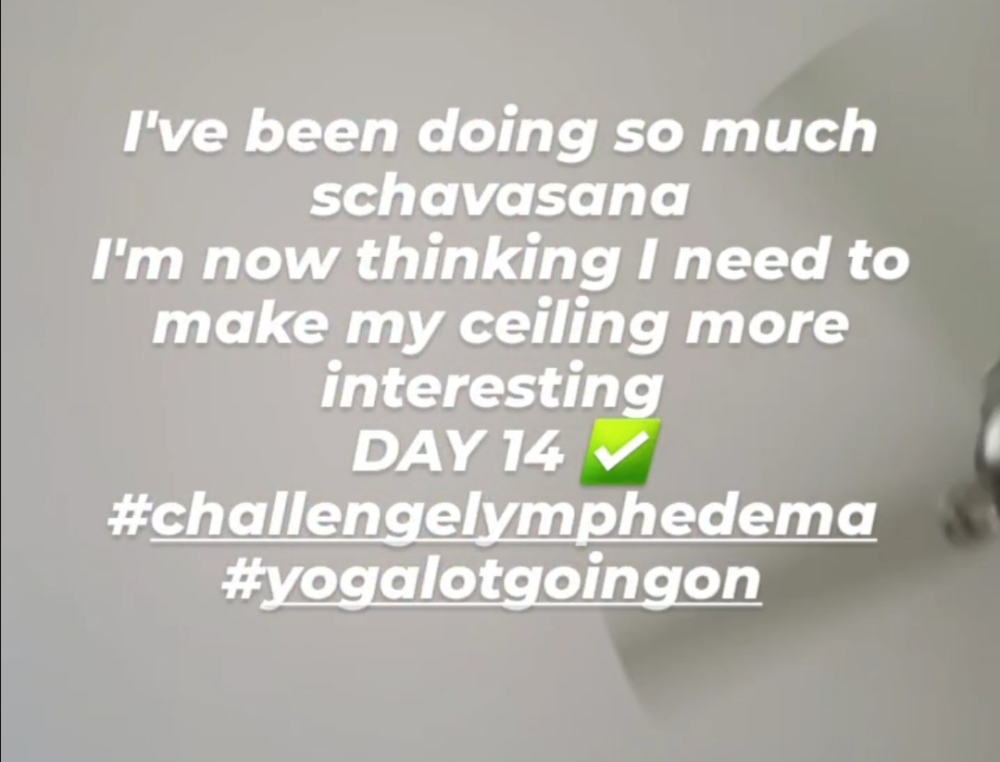 I've been doing so much
schavasana
I'm now thinking I need to
make my ceiling more
interesting
DAY 14 ✅
#challengelymphedema
#yogalotgoingon